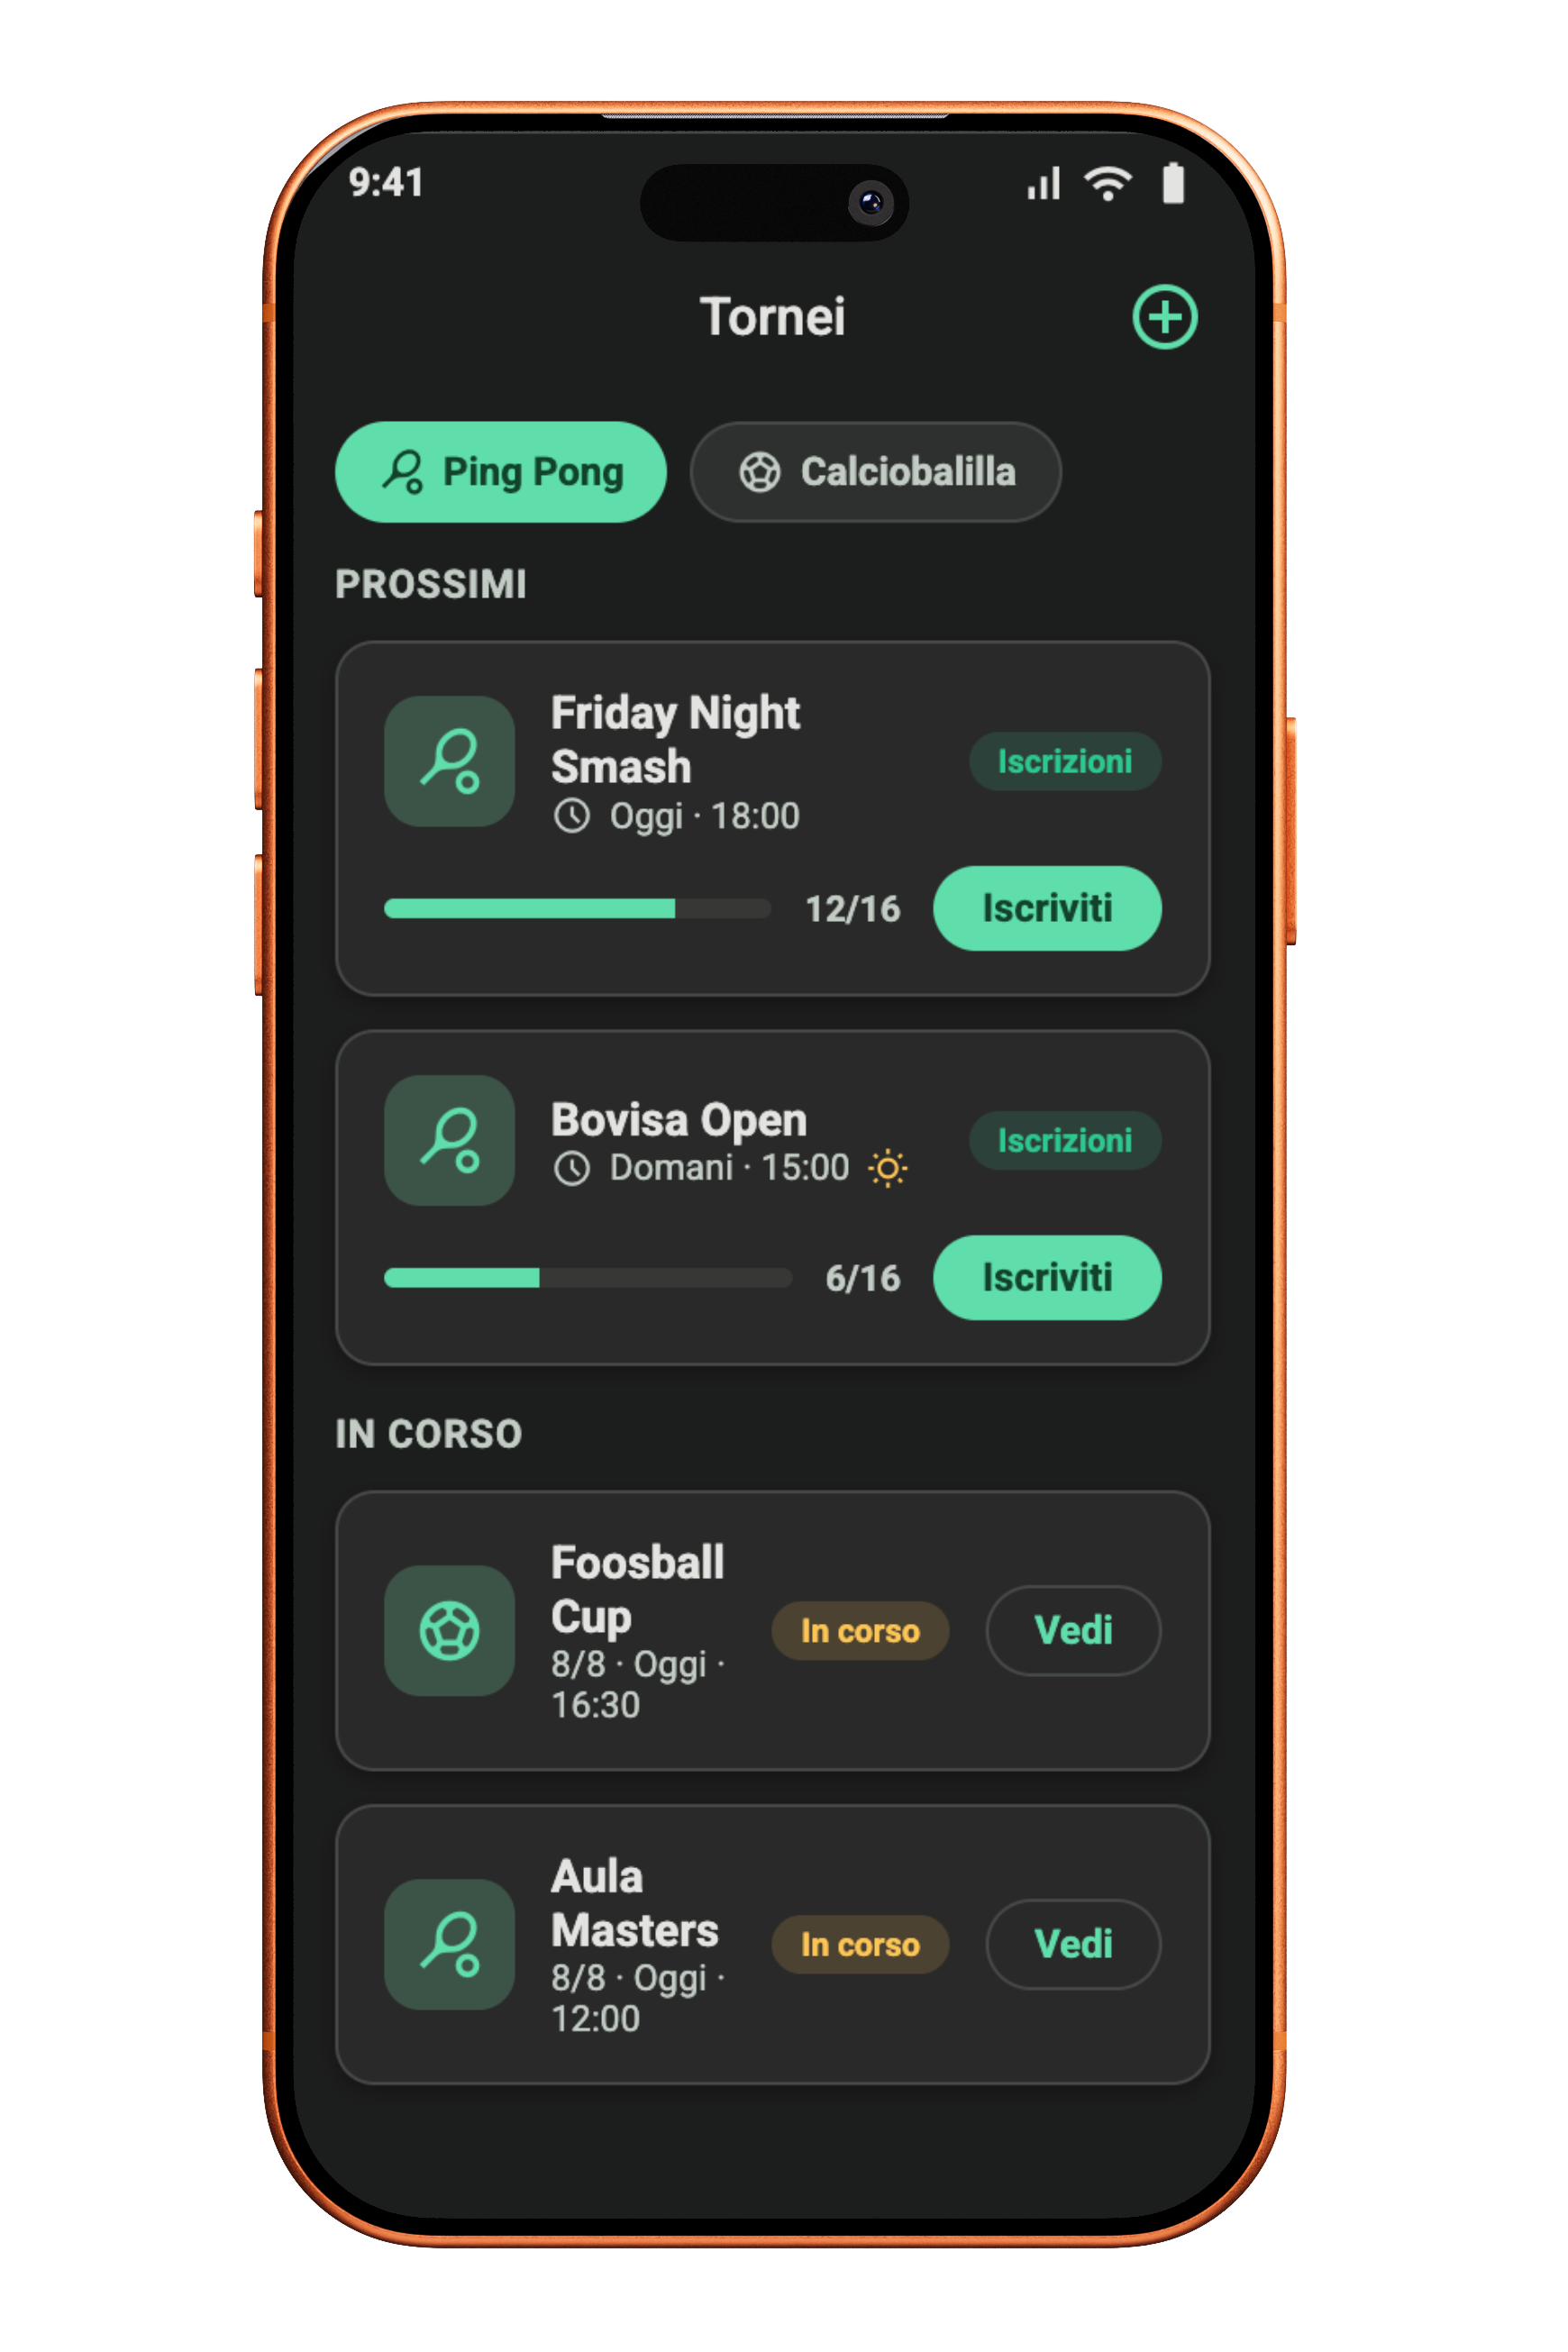 9:41
Tornei
Ping Pong
Calciobalilla
PROSSIMI
Friday Night
Smash
Iscrizioni
Oggi · 18:00
12/16
Iscriviti
Bovisa Open
Iscrizioni
Domani · 15:00
6/16
Iscriviti
IN CORSO
Foosball
Cup
8/8 · Oggi ·
16:30
In corso
Vedi
Aula
Masters
8/8 · Oggi ·
12:00
In corso
Vedi